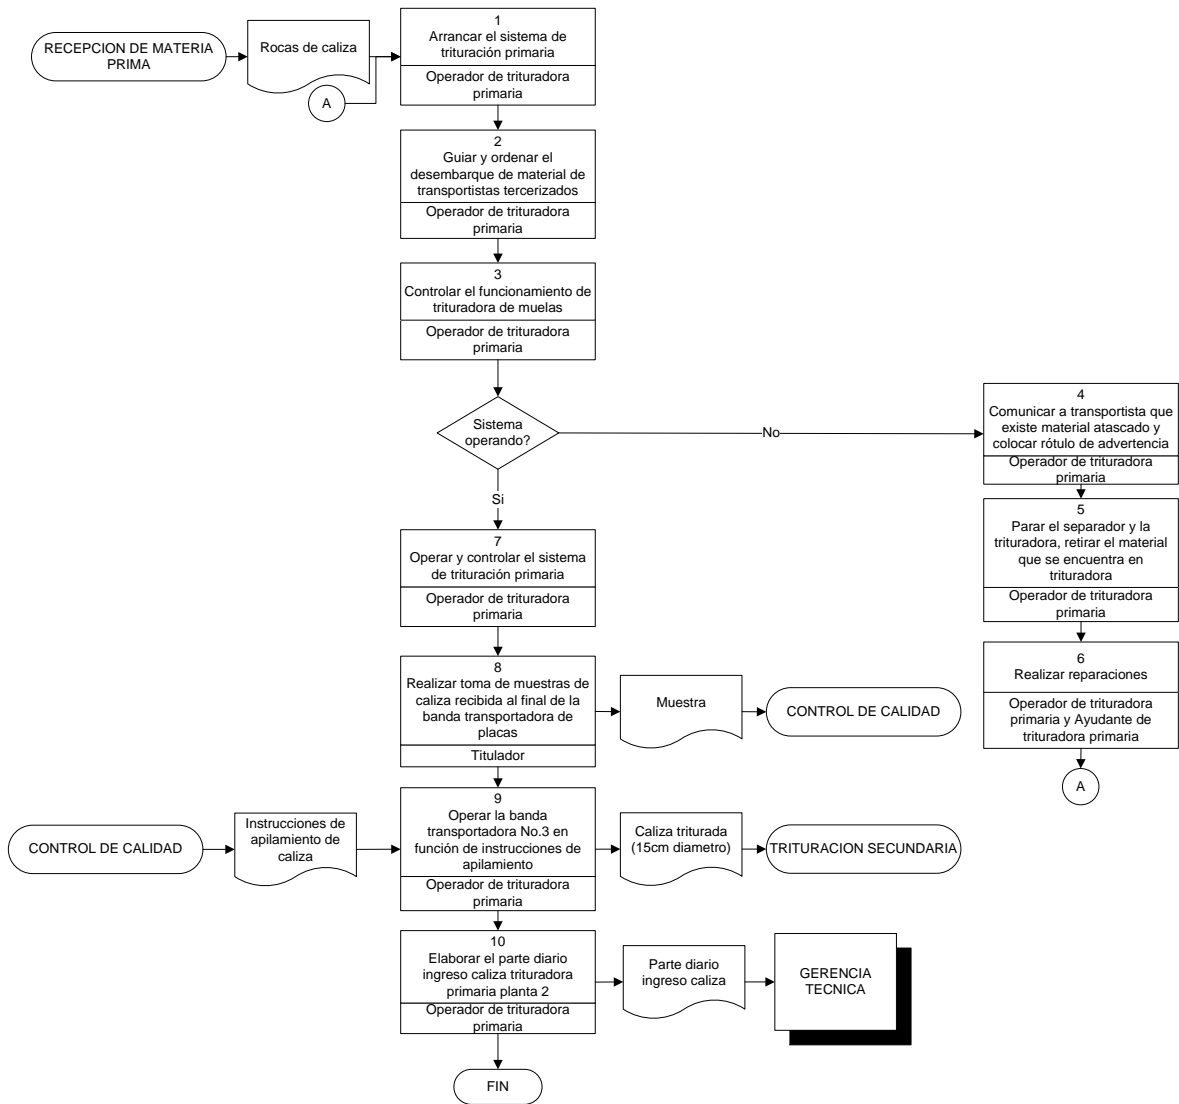 RECEPCION DE MATERIA
PRIMA
Rocas de caliza
A
1
Arrancar el sistema de
trituración primaria
Operador de trituradora
primaria
2
Guiar y ordenar el
desembarque de material de
transportistas tercerizados
Operador de trituradora
primaria
3
Controlar el funcionamiento de
trituradora de muelas
Operador de trituradora
primaria
Sistema
operando?
No
4
Comunicar a transportista que
existe material atascado y
colocar rótulo de advertencia
Operador de trituradora
primaria
5
Parar el separador y la
trituradora, retirar el material
que se encuentra en
trituradora
Operador de trituradora
primaria
6
Realizar reparaciones
Operador de trituradora
primaria y Ayudante de
trituradora primaria
A
Si
7
Operar y controlar el sistema
de trituración primaria
Operador de trituradora
primaria
8
Realizar toma de muestras de
caliza recibida al final de la
banda transportadora de
placas
Titulador
Muestra
CONTROL DE CALIDAD
CONTROL DE CALIDAD
Instrucciones de
apilamiento de
caliza
9
Operar la banda
transportadora No.3 en
función de instrucciones de
apilamiento
Operador de trituradora
primaria
Caliza triturada
(15cm diametro)
TRITURACION SECUNDARIA
10
Elaborar el parte diario
ingreso caliza trituradora
primaria planta 2
Operador de trituradora
primaria
Parte diario
ingreso caliza
GERENCIA
TECNICA
FIN